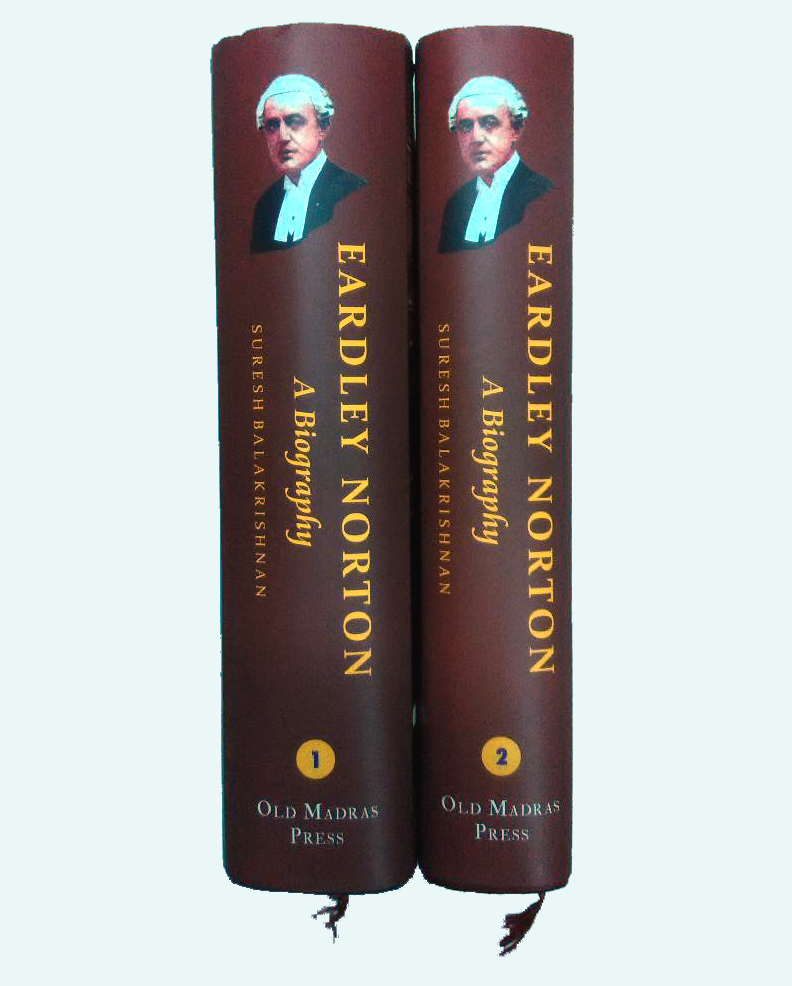 EARDLEY NORTON
A Biography
SURESH BALAKRISHNAN
1
OLD MADRAS
PRESS
EARDLEY NORTON
A Biography
SURESH BALAKRISHNAN
2
OLD MADRAS
PRESS